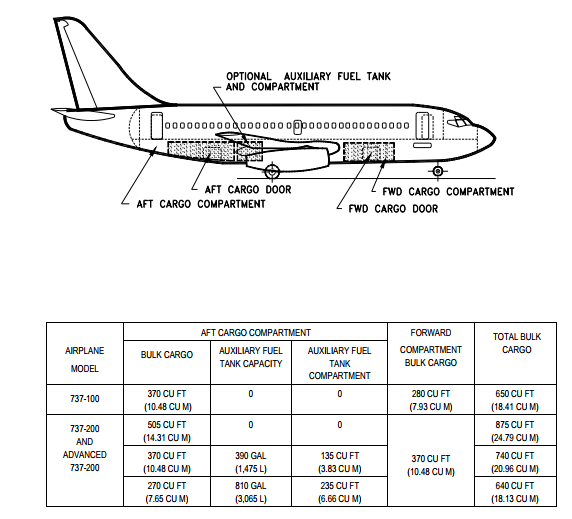 OPTIONAL AUXILIARY FUEL TANK
AND COMPARTMENT
AFT CARGO DOOR
AFT CARGO COMPARTMENT
FWD CARGO COMPARTMENT
FWD CARGO DOOR
AIRPLANE
MODEL
AFT CARGO COMPARTMENT
FORWARD
COMPARTMENT
BULK CARGO
TOTAL BULK
CARGO
BULK CARGO
AUXILIARY FUEL
TANK CAPACITY
AUXILIARY FUEL
TANK
COMPARTMENT
737-100
370 CU FT
(10.48 CU M)
0
0
280 CU FT
(7.93 CU M)
650 CU FT
(18.41 CU M)
737-200
AND
ADVANCED
737-200
505 CU FT
(14.31 CU M)
0
0
370 CU FT
(10.48 CU M)
875 CU FT
(24.79 CU M)
370 CU FT
(10.48 CU M)
390 GAL
(1,475 L)
135 CU FT
(3.83 CU M)
740 CU FT
(20.96 CU M)
270 CU FT
(7.65 CU M)
810 GAL
(3,065 L)
235 CU FT
(6.66 CU M)
640 CU FT
(18.13 CU M)